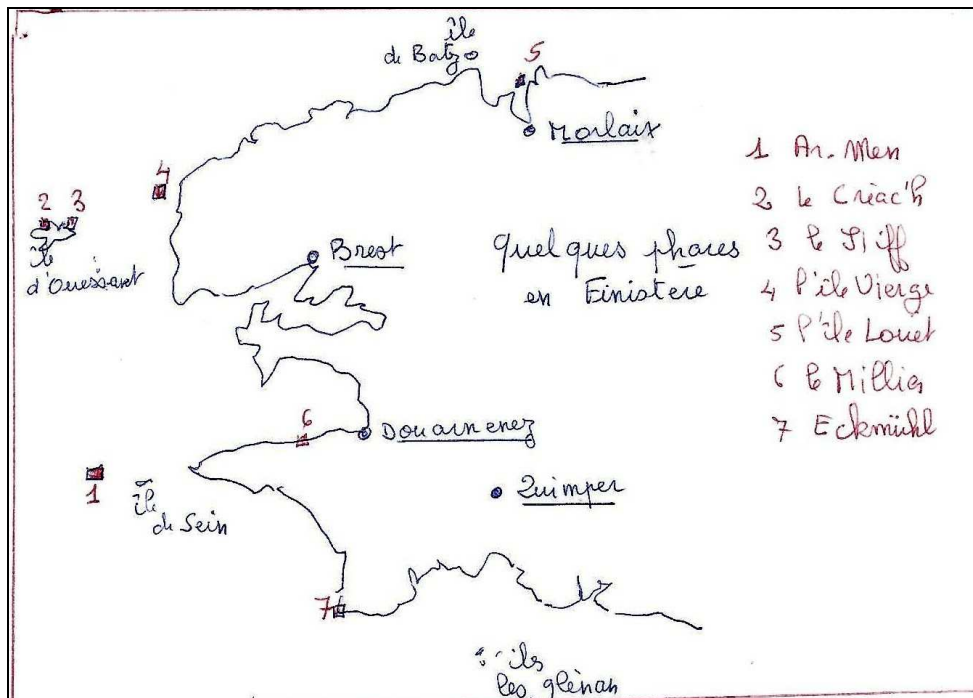 île
de Batz
5
Morlaix
4
2 3
île
d'Ouessant
Brest
Quelques phares
en Finistère
6
Douarnenez
1
île
de Sein
Quimper
7
îles
les glénan
1 Ar. Men
2 le Créac'h
3 le Stiff
4 l'île Vierge
5 l'île Louët
6 le Millier
7 Eckmühl